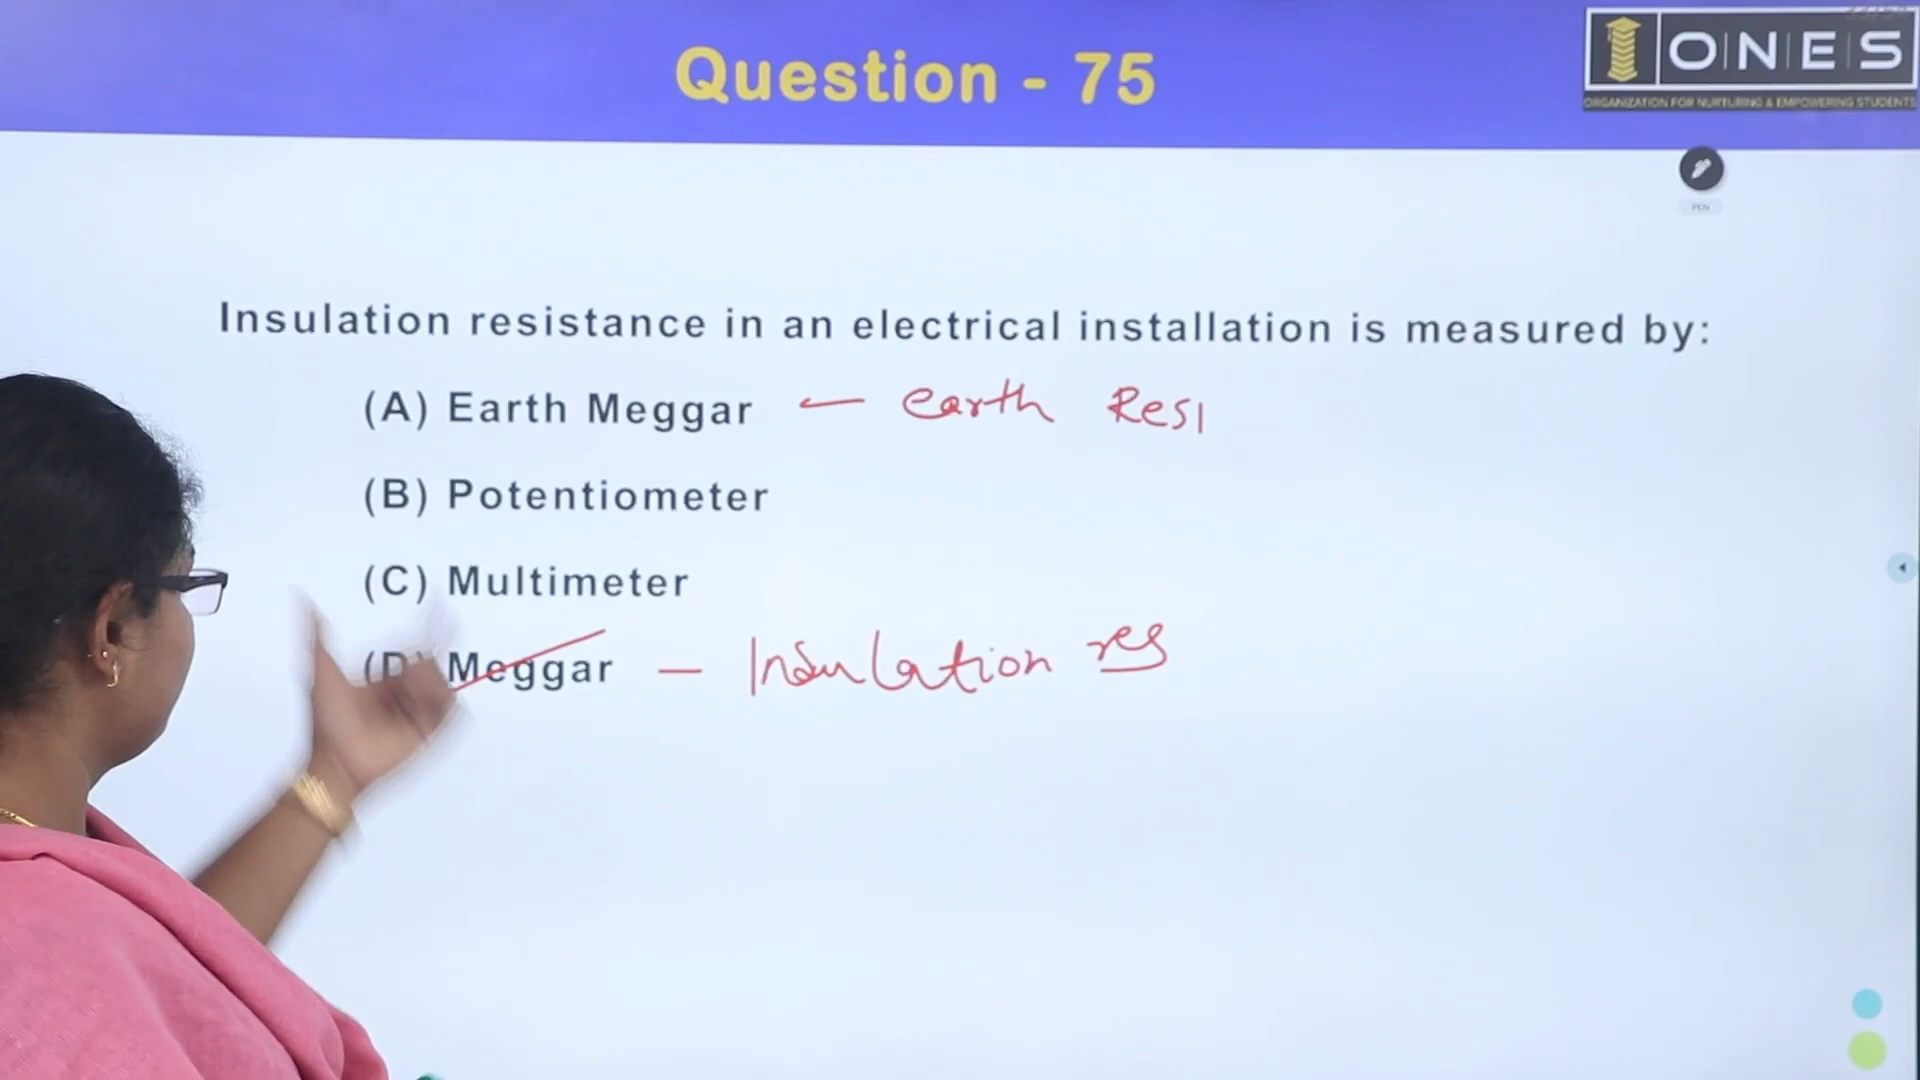 Question - 75
ONES
ORGANIZATION FOR NURTURING & EMPOWERING STUDENTS
PEN
Insulation resistance in an electrical installation is measured by:
(A) Earth Meggar — earth Resi
(B) Potentiometer
(C) Multimeter
(D) Meggar — Insulation res